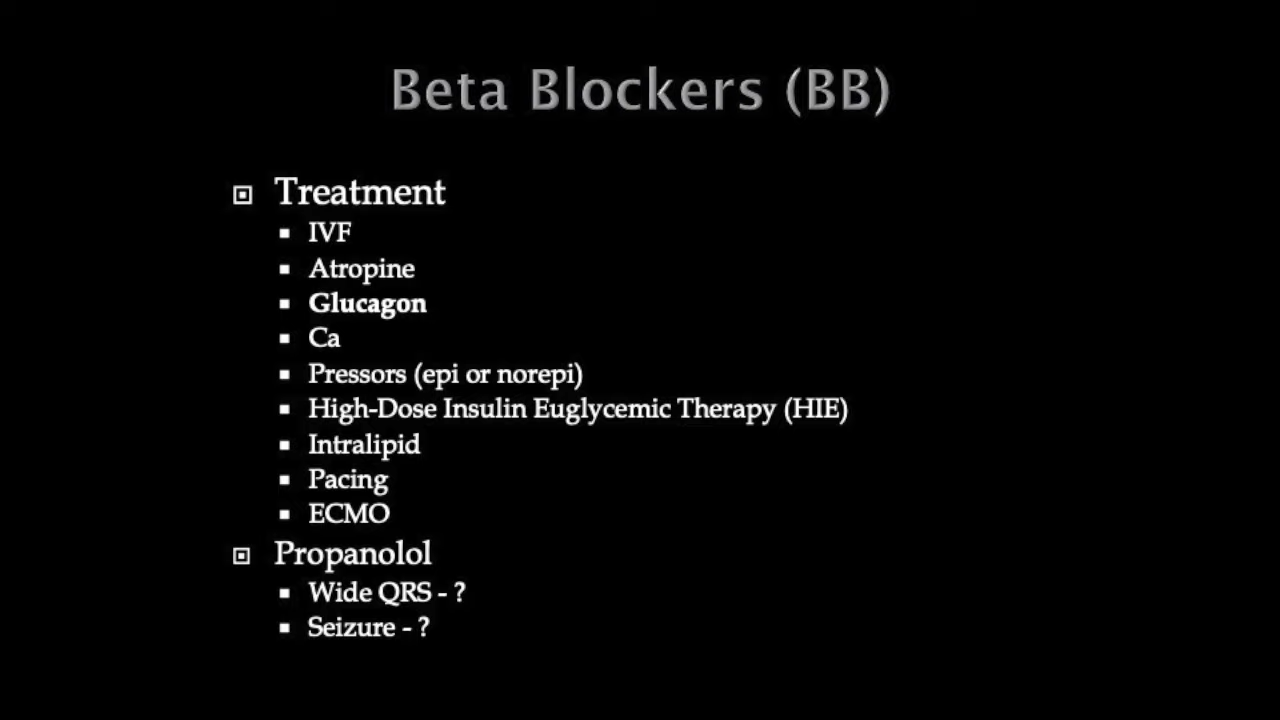 Beta Blockers (BB)
Treatment
IVF
Atropine
Glucagon
Ca
Pressors (epi or norepi)
High-Dose Insulin Euglycemic Therapy (HIE)
Intralipid
Pacing
ECMO
Propanolol
Wide QRS - ?
Seizure - ?